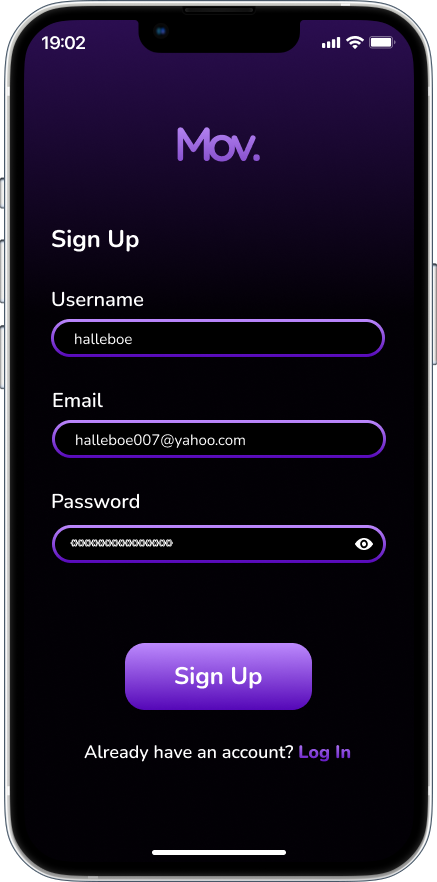 19:02
Mov.
Sign Up
Username
halleboe
Email
halleboe007@yahoo.com
Password
Sign Up
Already have an account? Log In